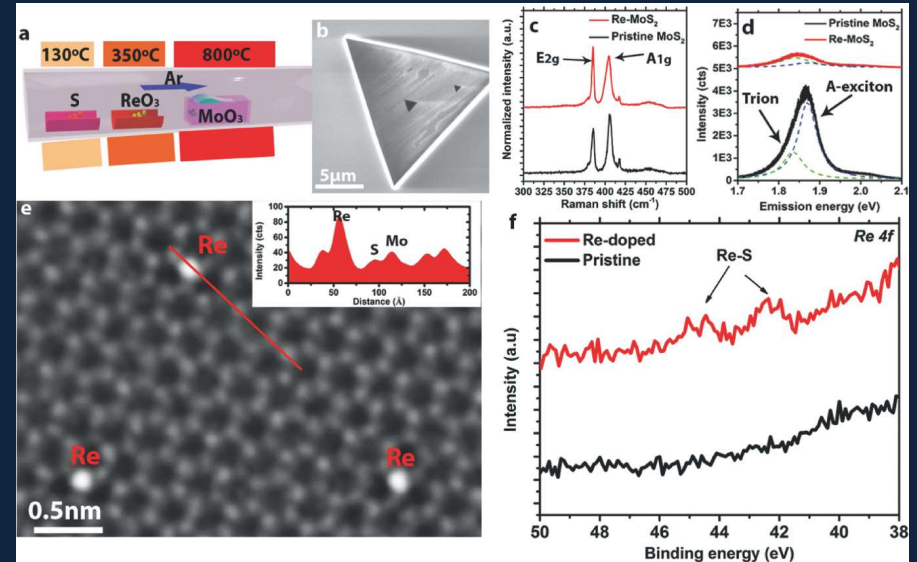 a
130°C 350°C 800°C
Ar
S
ReO₃
MoO₃
b
5µm
c
Re-MoS₂
Pristine MoS₂
E2g
A1g
Normalized intensity (a.u.)
300 325 350 375 400 425 450 475 500
Raman shift (cm⁻¹)
d
Pristine MoS₂
Re-MoS₂
7E3
6E3
5E3
3E3
2E3
1E3
0
Trion
A-exciton
Intensity (cts)
1.7 1.8 1.9 2.0 2.1
Emission energy (eV)
e
Re
Re
Re
0.5nm
100
80
60
40
20
0
Re
S
Mo
Intensity (cts)
0 50 100 150 200
Distance (Å)
f
Re 4f
Re-doped
Pristine
Re-S
Intensity (a.u)
50 48 46 44 42 40 38
Binding energy (eV)